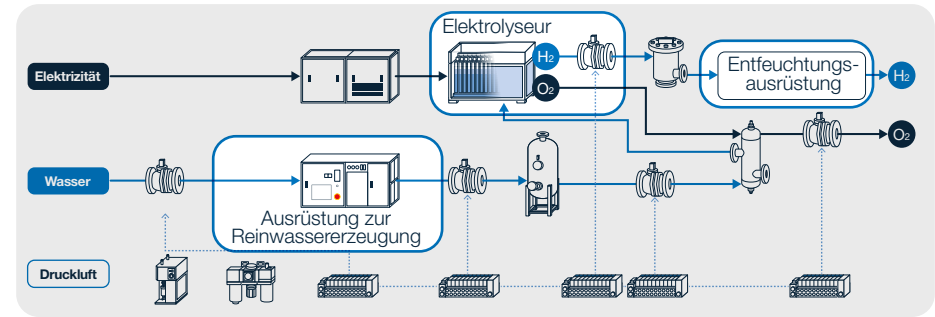 Elektrolyseur
H2
Elektrizität
Entfeuchtungs-
ausrüstung
H2
O2
O2
Wasser
Ausrüstung zur
Reinwassererzeugung
Druckluft